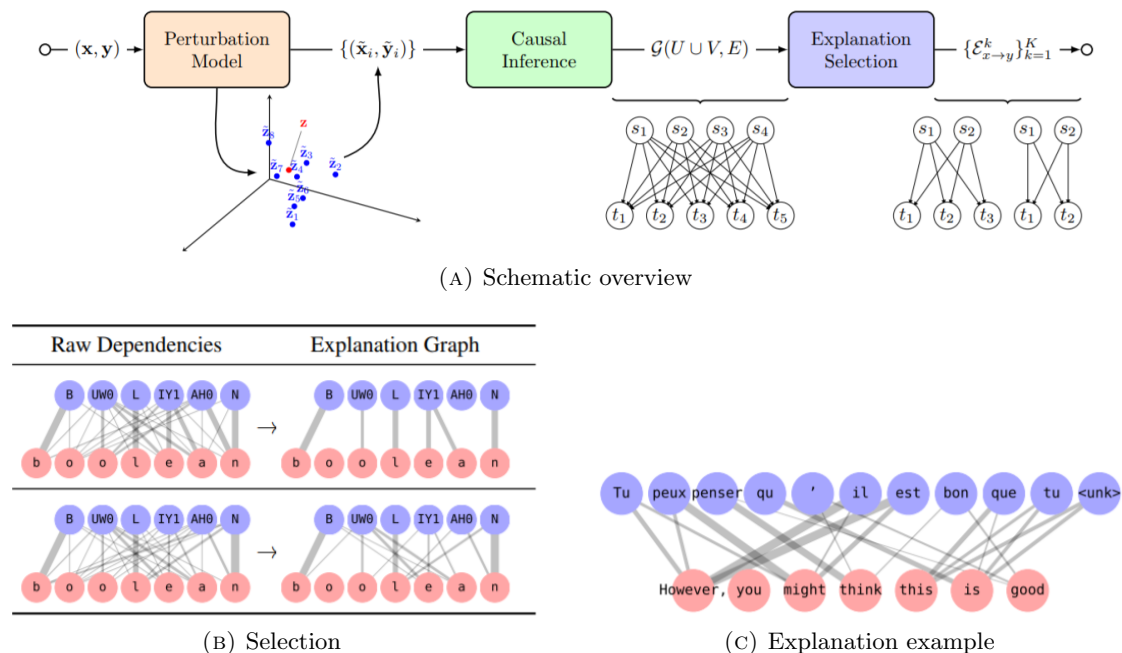 (x, y) Perturbation Model {(x̃ᵢ, ỹᵢ)} Causal Inference 𝒢(U ∪ V, E) Explanation Selection {ℰᵏₓ→ᵧ}ᴷₖ₌₁
z̃₈ z
z̃₇ z̃₄ z̃₃ z̃₂
z̃₅ z̃₆
z̃₁
s₁ s₂ s₃ s₄ s₁ s₂ s₁ s₂
t₁ t₂ t₃ t₄ t₅ t₁ t₂ t₃ t₁ t₂
(A) Schematic overview
Raw Dependencies Explanation Graph
B UW0 L IY1 AH0 N → B UW0 L IY1 AH0 N
b o o l e a n b o o l e a n
B UW0 L IY1 AH0 N → B UW0 L IY1 AH0 N
b o o l e a n b o o l e a n
(B) Selection
Tu peux penser qu ’ il est bon que tu <unk>
However, you might think this is good
(C) Explanation example